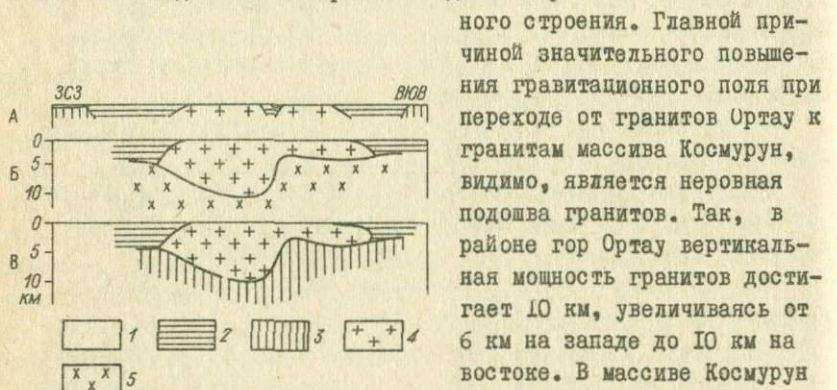 ного строения. Главной при-
чиной значительного повыше-
ния гравитационного поля при
переходе от гранитов Ортау к
гранитам массива Космурун,
видимо, является неровная
подошва гранитов. Так, в
районе гор Ортау вертикаль-
ная мощность гранитов дости-
гает 10 км, увеличиваясь от
6 км на западе до 10 км на
востоке. В массиве Космурун
ЗСЗ ВЮВ
А
Б
0
5
10
В
0
5
10
км
1 2 3 4
5